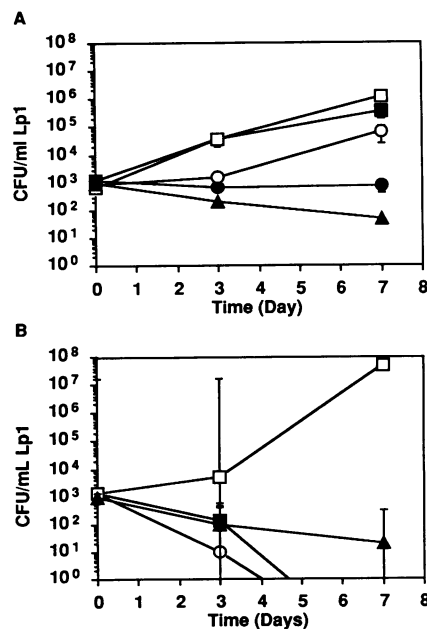 A
CFU/ml Lp1
10⁸
10⁷
10⁶
10⁵
10⁴
10³
10²
10¹
10⁰
0 1 2 3 4 5 6 7 8
Time (Day)
B
CFU/mL Lp1
10⁸
10⁷
10⁶
10⁵
10⁴
10³
10²
10¹
10⁰
0 1 2 3 4 5 6 7 8
Time (Days)